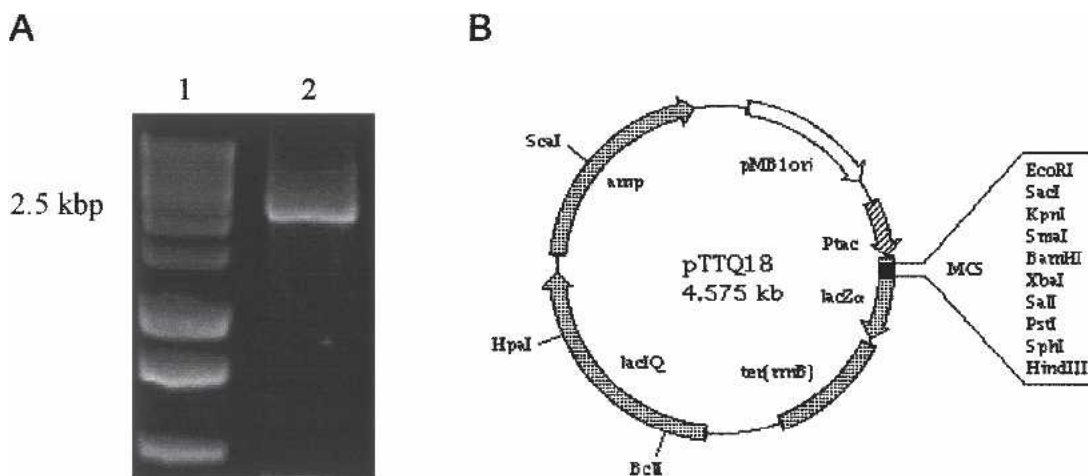 A
1 2
2.5 kbp
B
ScaI
amp
pMB1ori
Ptac
pTTQ18
4.575 kb
MCS
lacZα
HpaI
lacIQ
ter(rrnB)
BclI
EcoRI
SacI
KpnI
SmaI
BamHI
XbaI
SalI
PstI
SphI
HindIII